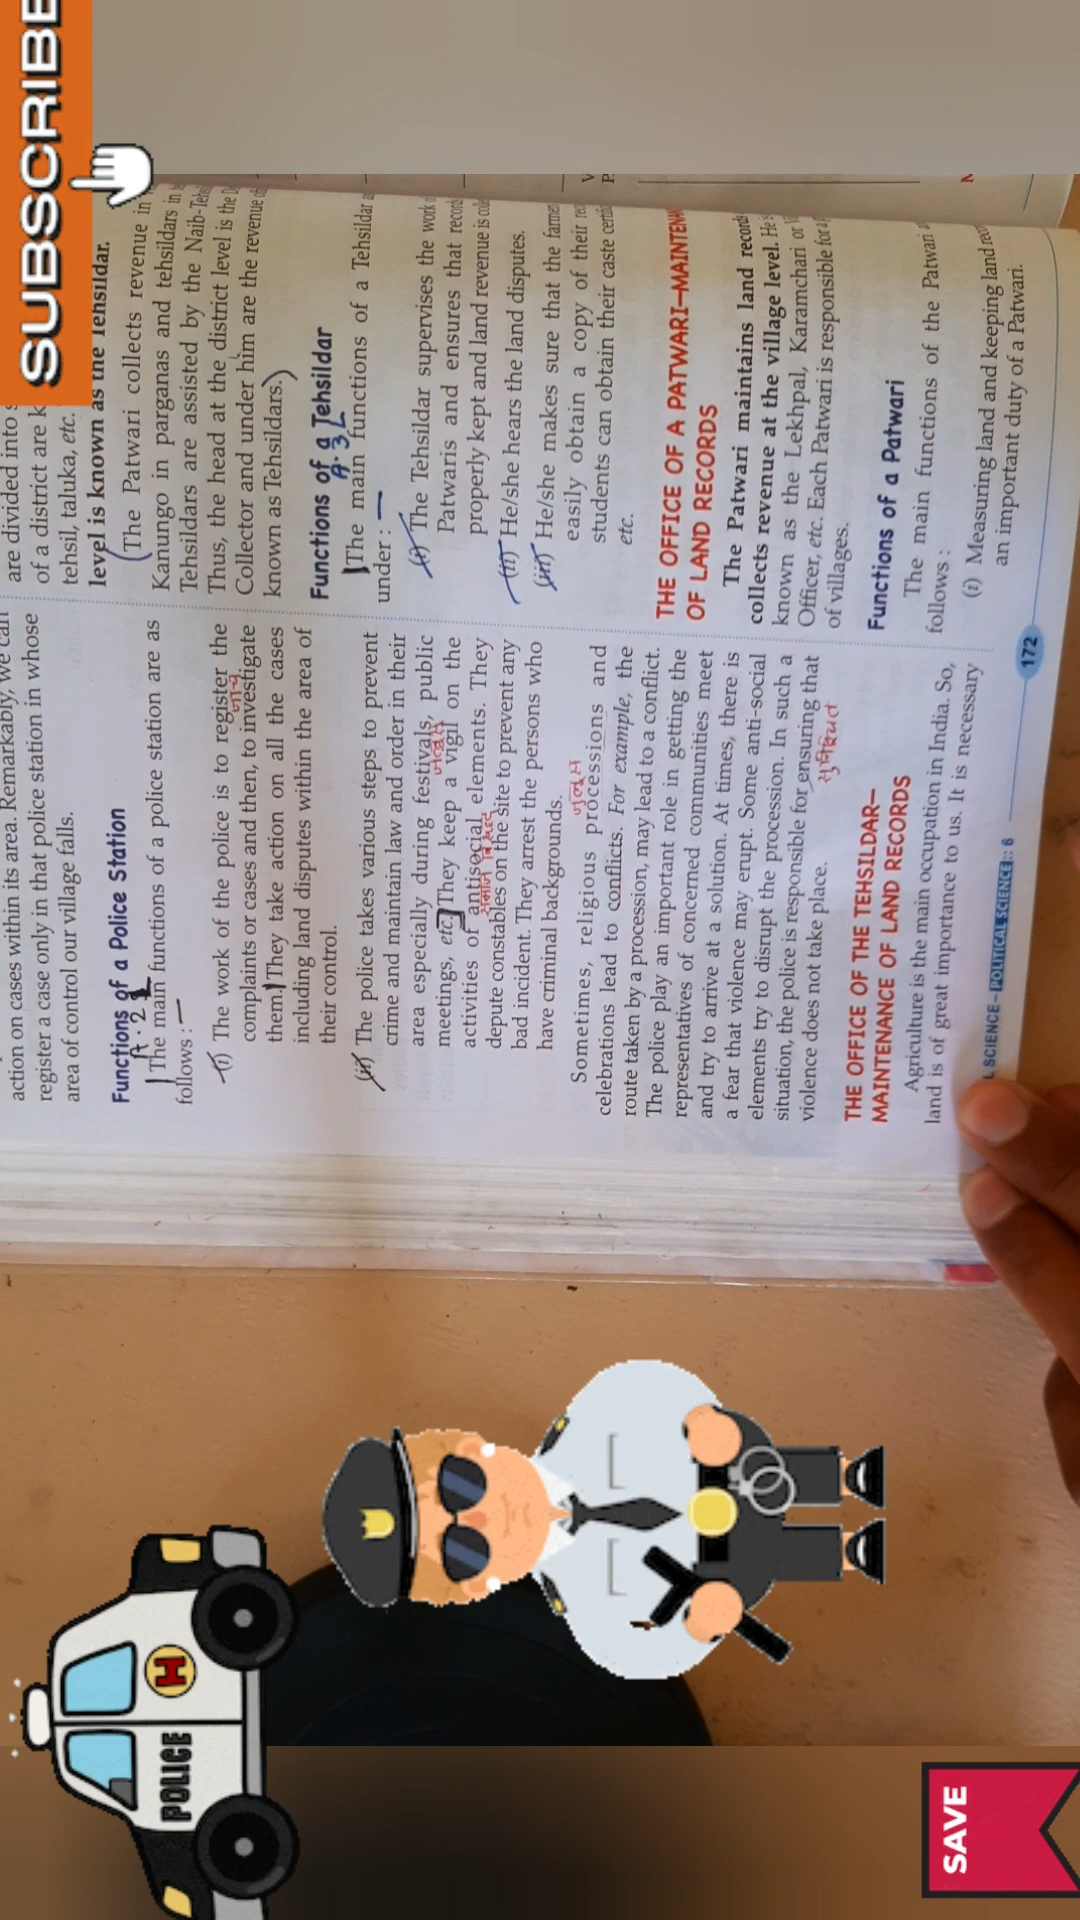 SUBSCRIBE
action on cases within its area. Remarkably, we can
register a case only in that police station in whose
area of control our village falls.
Functions of a Police Station
A·2
The main functions of a police station are as
follows :—
(i) The work of the police is to register the
जाँच
complaints or cases and then, to investigate
them. They take action on all the cases
including land disputes within the area of
their control.
(ii) The police takes various steps to prevent
crime and maintain law and order in their
area especially during festivals, public
meetings, etc. They keep a vigil on the
activities of antisocial elements. They
depute constables on the site to prevent any
bad incident. They arrest the persons who
have criminal backgrounds.
जुलूस
Sometimes, religious processions and
celebrations lead to conflicts. For example, the
route taken by a procession, may lead to a conflict.
The police play an important role in getting the
representatives of concerned communities meet
and try to arrive at a solution. At times, there is
a fear that violence may erupt. Some anti-social
elements try to disrupt the procession. In such a
situation, the police is responsible for ensuring that
violence does not take place.
सुनिश्चित
THE OFFICE OF THE TEHSILDAR—
MAINTENANCE OF LAND RECORDS
Agriculture is the main occupation in India. So,
land is of great importance to us. It is necessary
SCIENCE – POLITICAL SCIENCE :: 6
172
are divided into
of a district are
tehsil, taluka, etc.
level is known as the Tehsildar.
(The Patwari collects revenue in
Kanungo in parganas and tehsildars in
Tehsildars are assisted by the Naib-
Thus, the head at the district level is the
Collector and under him are the revenue
known as Tehsildars.)
Functions of a Tehsildar
A·3
The main functions of a Tehsildar
under :—
(i) The Tehsildar supervises the work
Patwaris and ensures that
properly kept and land revenue is
(ii) He/she hears the land disputes.
(iii) He/she makes sure that the
easily obtain a copy of their
students can obtain their caste
etc.
THE OFFICE OF A PATWARI—
OF LAND RECORDS
The Patwari maintains land records
collects revenue at the village level. He
known as the Lekhpal, Karamchari or
Officer, etc. Each Patwari is responsible for
of villages.
Functions of a Patwari
The main functions of the Patwari
follows :
(i) Measuring land and keeping land
an important duty of a Patwari.
POLICE
H
SAVE